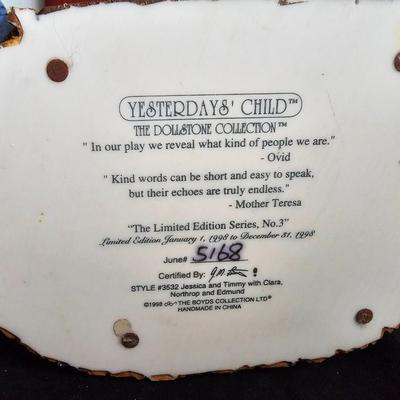 YESTERDAYS' CHILD™
THE DOLLSTONE COLLECTION™
" In our play we reveal what kind of people we are."
- Ovid
" Kind words can be short and easy to speak,
but their echoes are truly endless."
- Mother Teresa
"The Limited Edition Series, No.3"
Limited Edition January 1, 1998 to December 31, 1998
June# 5168
Certified By:
STYLE #3532 Jessica and Timmy with Clara,
Northrop and Edmund
©1998 THE BOYDS COLLECTION LTD®
HANDMADE IN CHINA